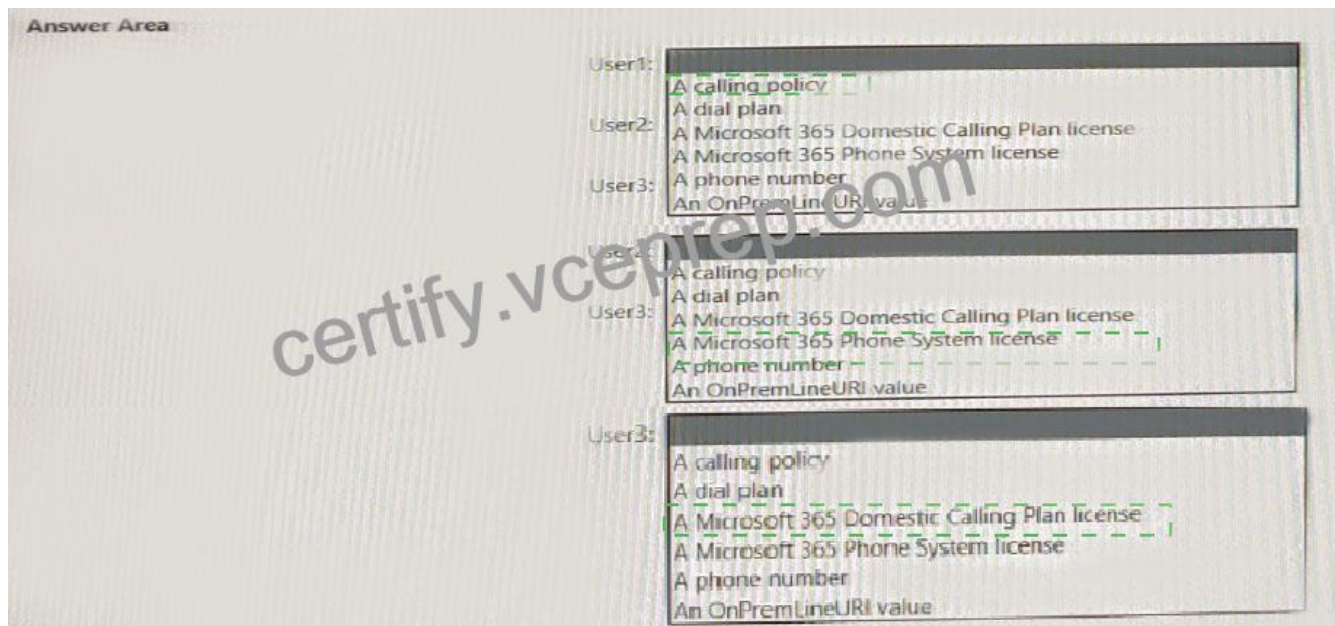 Answer Area
User1:
A calling policy
A dial plan
User2:
A Microsoft 365 Domestic Calling Plan license
A Microsoft 365 Phone System license
User3:
A phone number
An OnPremLineURI value
User2:
A calling policy
A dial plan
User3:
A Microsoft 365 Domestic Calling Plan license
A Microsoft 365 Phone System license
A phone number
An OnPremLineURI value
User3:
A calling policy
A dial plan
A Microsoft 365 Domestic Calling Plan license
A Microsoft 365 Phone System license
A phone number
An OnPremLineURI value
certify.vceprep.com